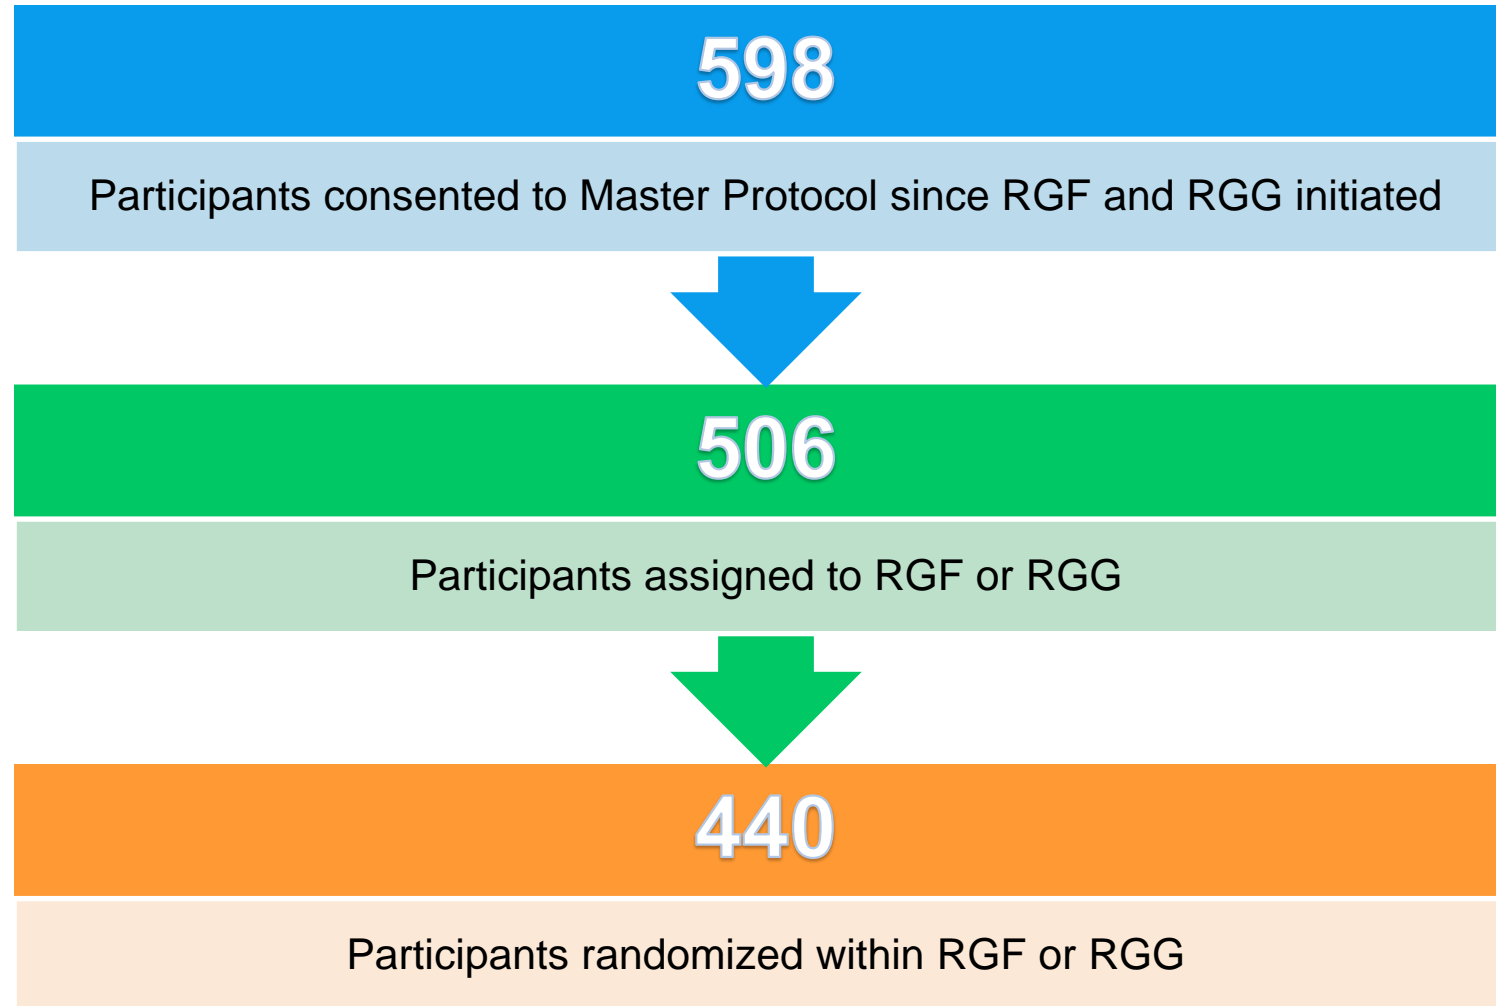 598
Participants consented to Master Protocol since RGF and RGG initiated
506
Participants assigned to RGF or RGG
440
Participants randomized within RGF or RGG